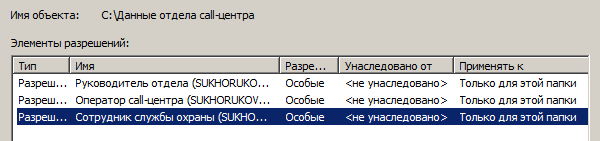 Имя объекта: C:\Данные отдела call-центра
Элементы разрешений:
Тип Имя Разре... Унаследовано от Применять к
Разреш... Руководитель отдела (SUKHORUKO... Особые <не унаследовано> Только для этой папки
Разреш... Оператор call-центра (SUKHORUKOV... Особые <не унаследовано> Только для этой папки
Разреш... Сотрудник службы охраны (SUKHO... Особые <не унаследовано> Только для этой папки